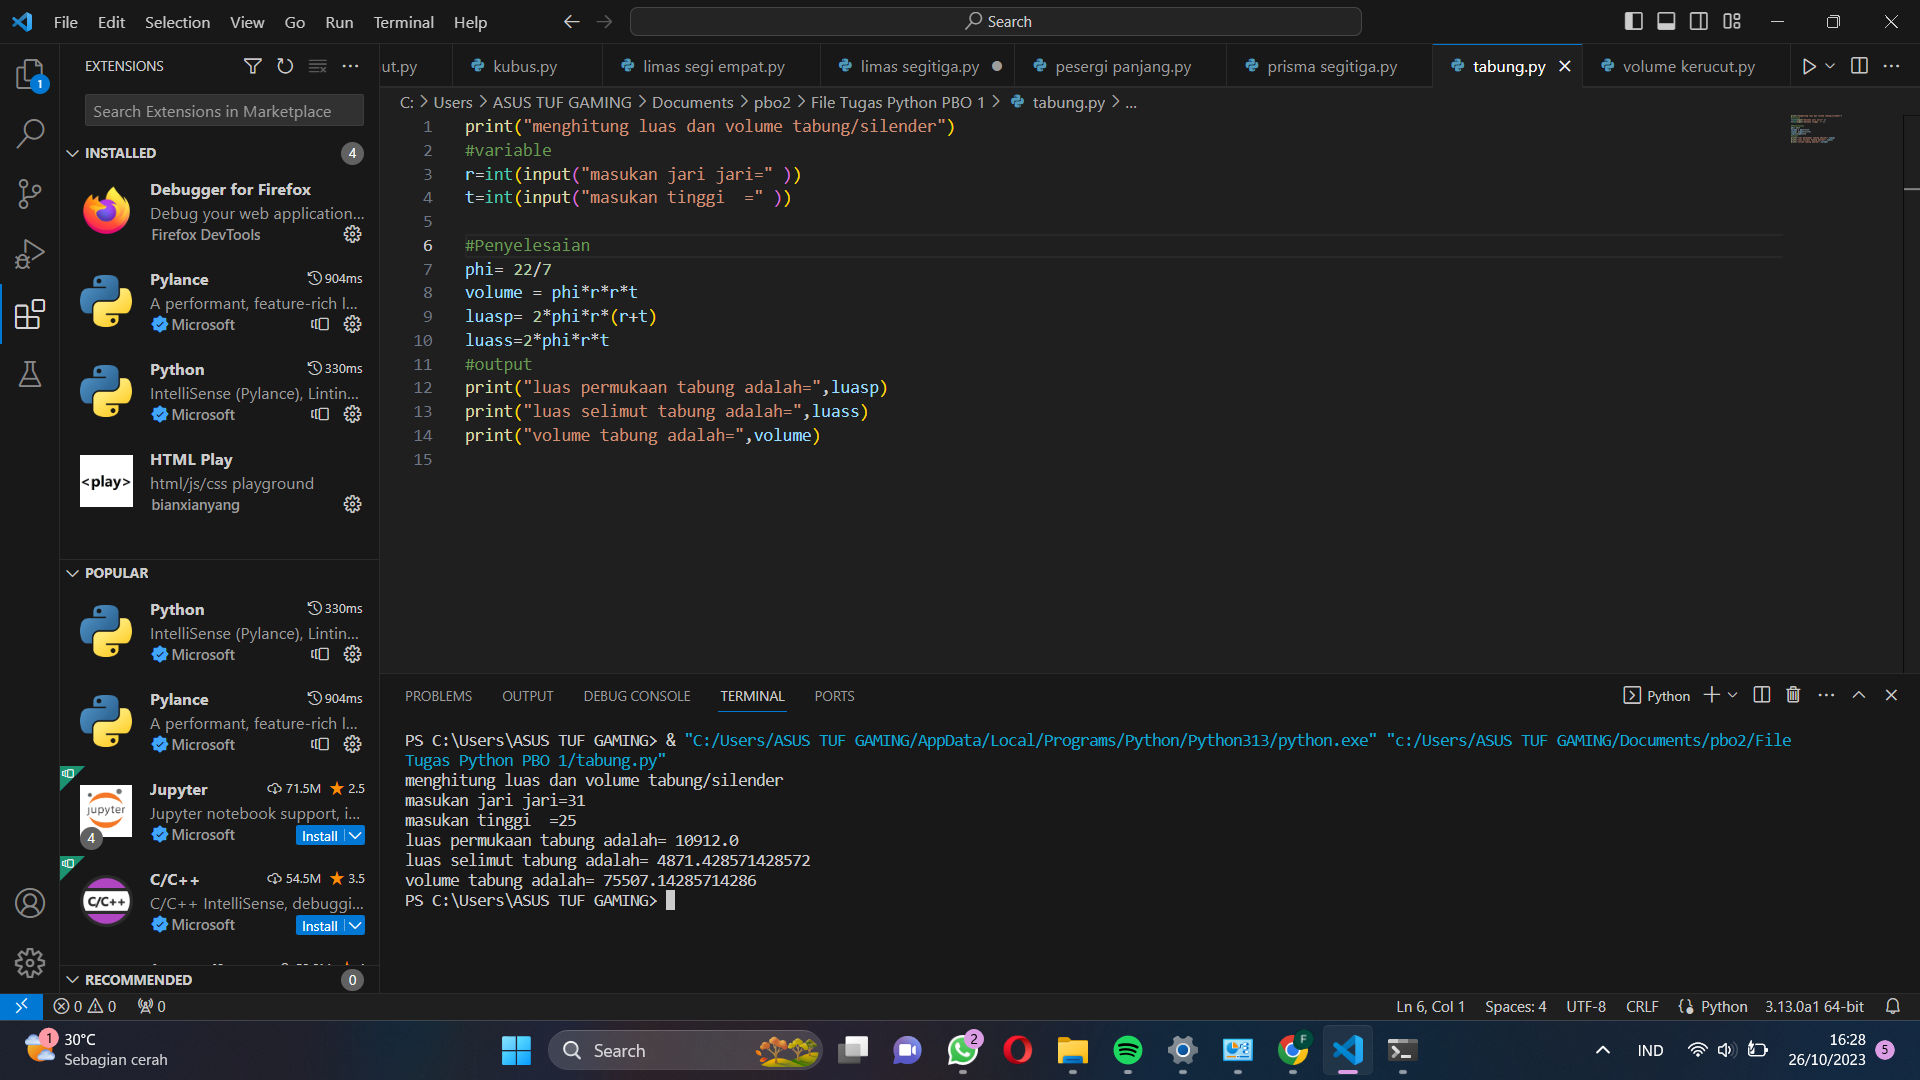 File Edit Selection View Go Run Terminal Help
Search
EXTENSIONS
ut.py kubus.py limas segi empat.py limas segitiga.py pesergi panjang.py prisma segitiga.py tabung.py volume kerucut.py
1
Search Extensions in Marketplace
INSTALLED 4
Debugger for Firefox
Debug your web application...
Firefox DevTools
Pylance 904ms
A performant, feature-rich l...
Microsoft
Python 330ms
IntelliSense (Pylance), Lintin...
Microsoft
HTML Play
<play>
html/js/css playground
bianxianyang
POPULAR
Python 330ms
IntelliSense (Pylance), Lintin...
Microsoft
Pylance 904ms
A performant, feature-rich l...
Microsoft
Jupyter 71.5M 2.5
jupyter
Jupyter notebook support, i...
4
Microsoft Install
C/C++ 54.5M 3.5
C/C++
C/C++ IntelliSense, debuggi...
Microsoft Install
RECOMMENDED 0
C: > Users > ASUS TUF GAMING > Documents > pbo2 > File Tugas Python PBO 1 > tabung.py > ...
1 print("menghitung luas dan volume tabung/silender")
2 #variable
3 r=int(input("masukan jari jari=" ))
4 t=int(input("masukan tinggi  =" ))
5
6 #Penyelesaian
7 phi= 22/7
8 volume = phi*r*r*t
9 luasp= 2*phi*r*(r+t)
10 luass=2*phi*r*t
11 #output
12 print("luas permukaan tabung adalah=",luasp)
13 print("luas selimut tabung adalah=",luass)
14 print("volume tabung adalah=",volume)
15
PROBLEMS OUTPUT DEBUG CONSOLE TERMINAL PORTS
Python
PS C:\Users\ASUS TUF GAMING> & "C:/Users/ASUS TUF GAMING/AppData/Local/Programs/Python/Python313/python.exe" "c:/Users/ASUS TUF GAMING/Documents/pbo2/File
Tugas Python PBO 1/tabung.py"
menghitung luas dan volume tabung/silender
masukan jari jari=31
masukan tinggi  =25
luas permukaan tabung adalah= 10912.0
luas selimut tabung adalah= 4871.428571428572
volume tabung adalah= 75507.14285714286
PS C:\Users\ASUS TUF GAMING>
0 0 0
Ln 6, Col 1 Spaces: 4 UTF-8 CRLF Python 3.13.0a1 64-bit
1 30°C
Sebagian cerah
Search
2
F
IND
16:28
26/10/2023
5